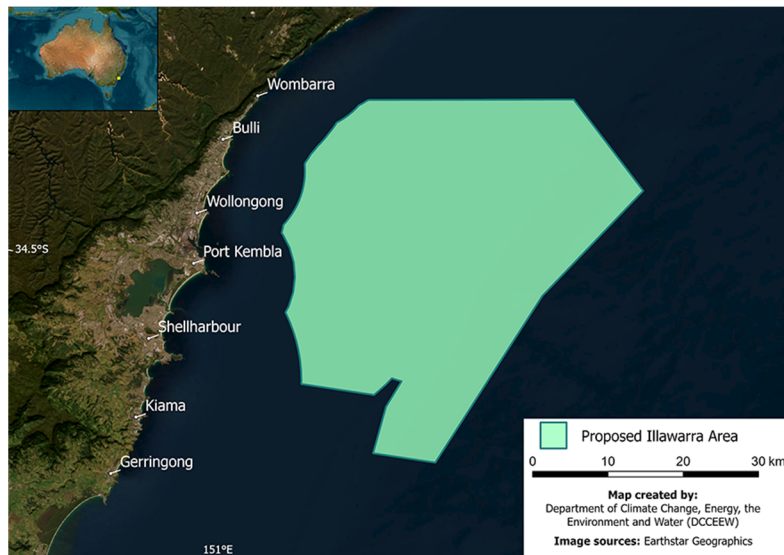 Wombarra
Bulli
Wollongong
34.5°S
Port Kembla
Shellharbour
Kiama
Gerringong
151°E
Proposed Illawarra Area
0 10 20 30 km
Map created by:
Department of Climate Change, Energy, the
Environment and Water (DCCEEW)
Image sources: Earthstar Geographics